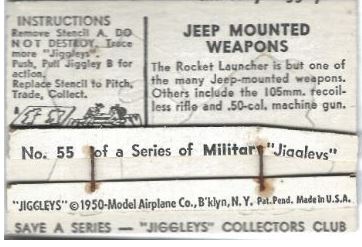 INSTRUCTIONS
Remove Stencil A. DO
NOT DESTROY. Trace
more "Jiggleys".
Push, Pull Jiggley B for
action.
Replace Stencil to Pitch,
Trade, Collect.
JEEP MOUNTED
WEAPONS
The Rocket Launcher is but one of
the many Jeep-mounted weapons.
Others include the 105mm. recoil-
less rifle and .50-cal. machine gun.
No. 55 of a Series of Military "Jiggleys"
"JIGGLEYS" © 1950-Model Airplane Co., B'klyn, N. Y. Pat. Pend. Made in U.S.A.
SAVE A SERIES — "JIGGLEYS" COLLECTORS CLUB